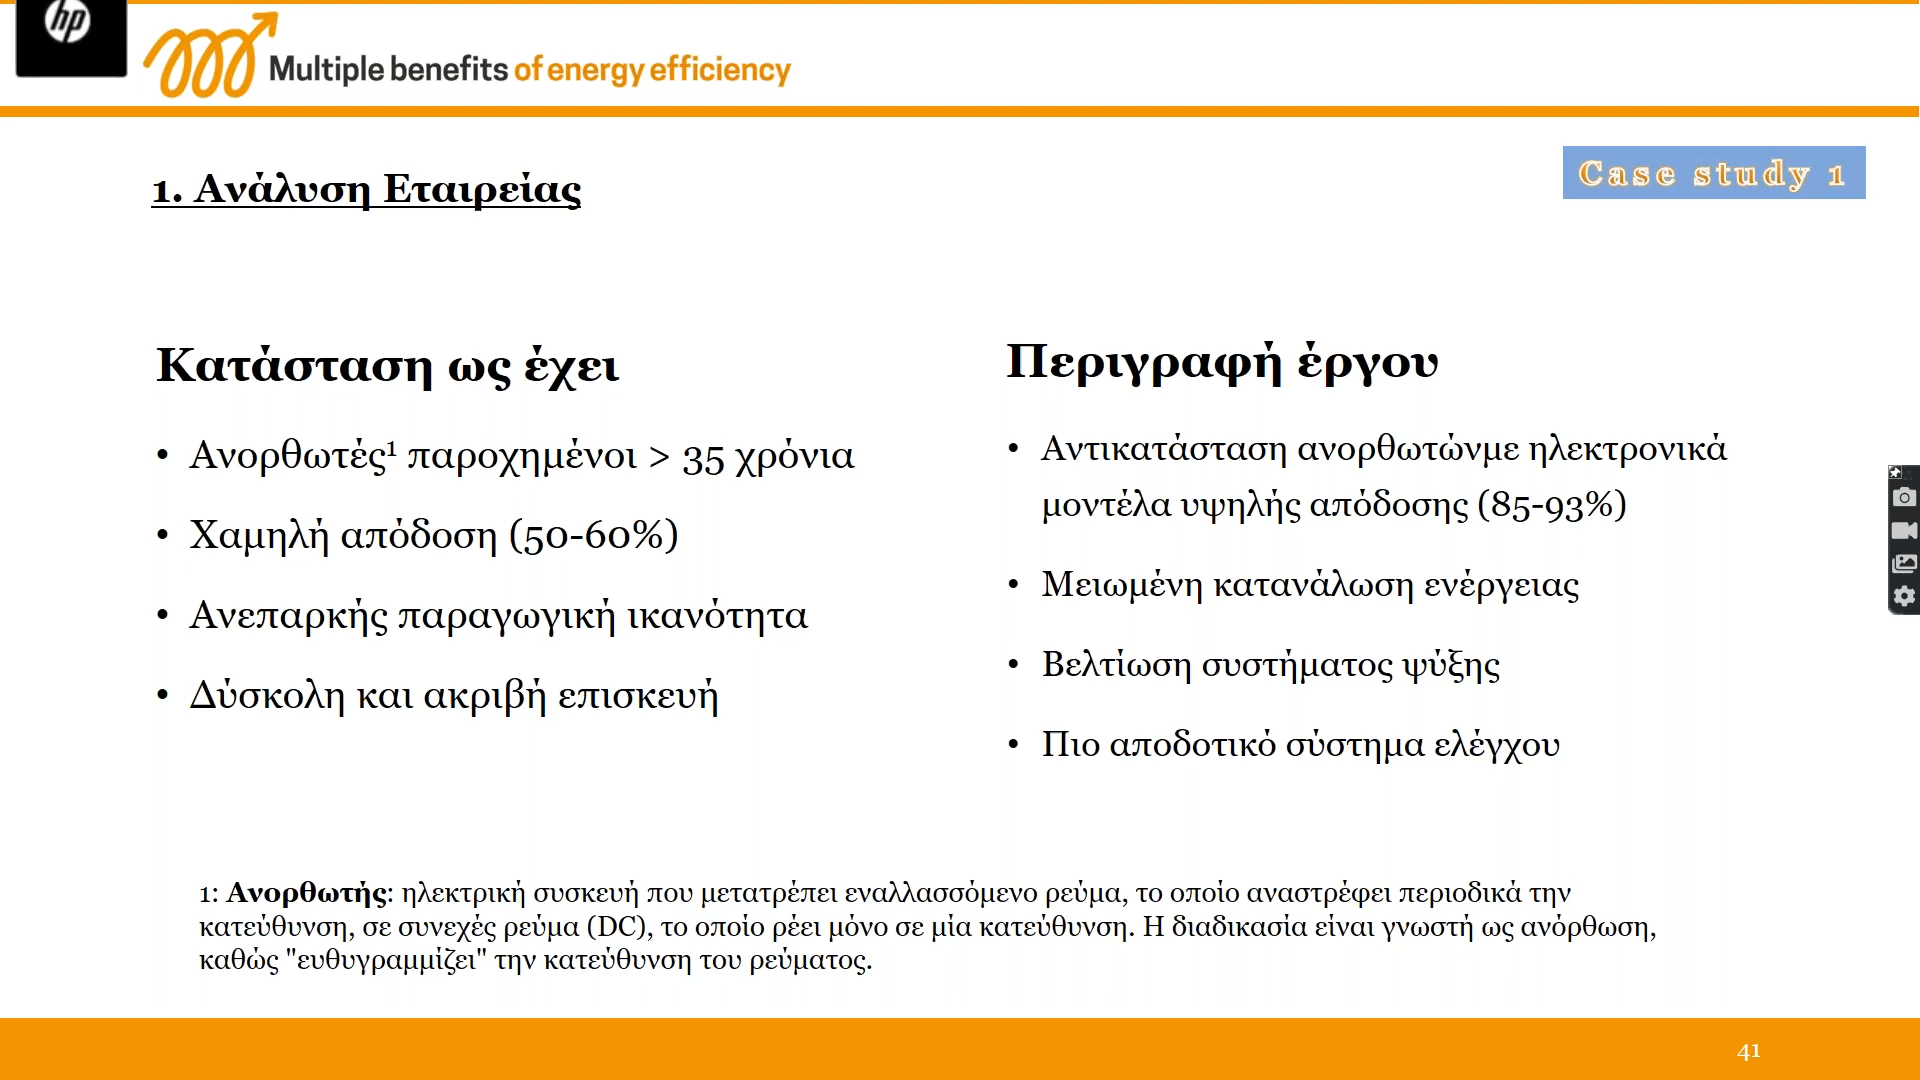 hp
Multiple benefits of energy efficiency
1. Ανάλυση Εταιρείας
Case study 1
Κατάσταση ως έχει
• Ανορθωτές¹ παροχημένοι > 35 χρόνια
• Χαμηλή απόδοση (50-60%)
• Ανεπαρκής παραγωγική ικανότητα
• Δύσκολη και ακριβή επισκευή
Περιγραφή έργου
• Αντικατάσταση ανορθωτώνμε ηλεκτρονικά
μοντέλα υψηλής απόδοσης (85-93%)
• Μειωμένη κατανάλωση ενέργειας
• Βελτίωση συστήματος ψύξης
• Πιο αποδοτικό σύστημα ελέγχου
1: Ανορθωτής: ηλεκτρική συσκευή που μετατρέπει εναλλασσόμενο ρεύμα, το οποίο αναστρέφει περιοδικά την
κατεύθυνση, σε συνεχές ρεύμα (DC), το οποίο ρέει μόνο σε μία κατεύθυνση. Η διαδικασία είναι γνωστή ως ανόρθωση,
καθώς "ευθυγραμμίζει" την κατεύθυνση του ρεύματος.
41